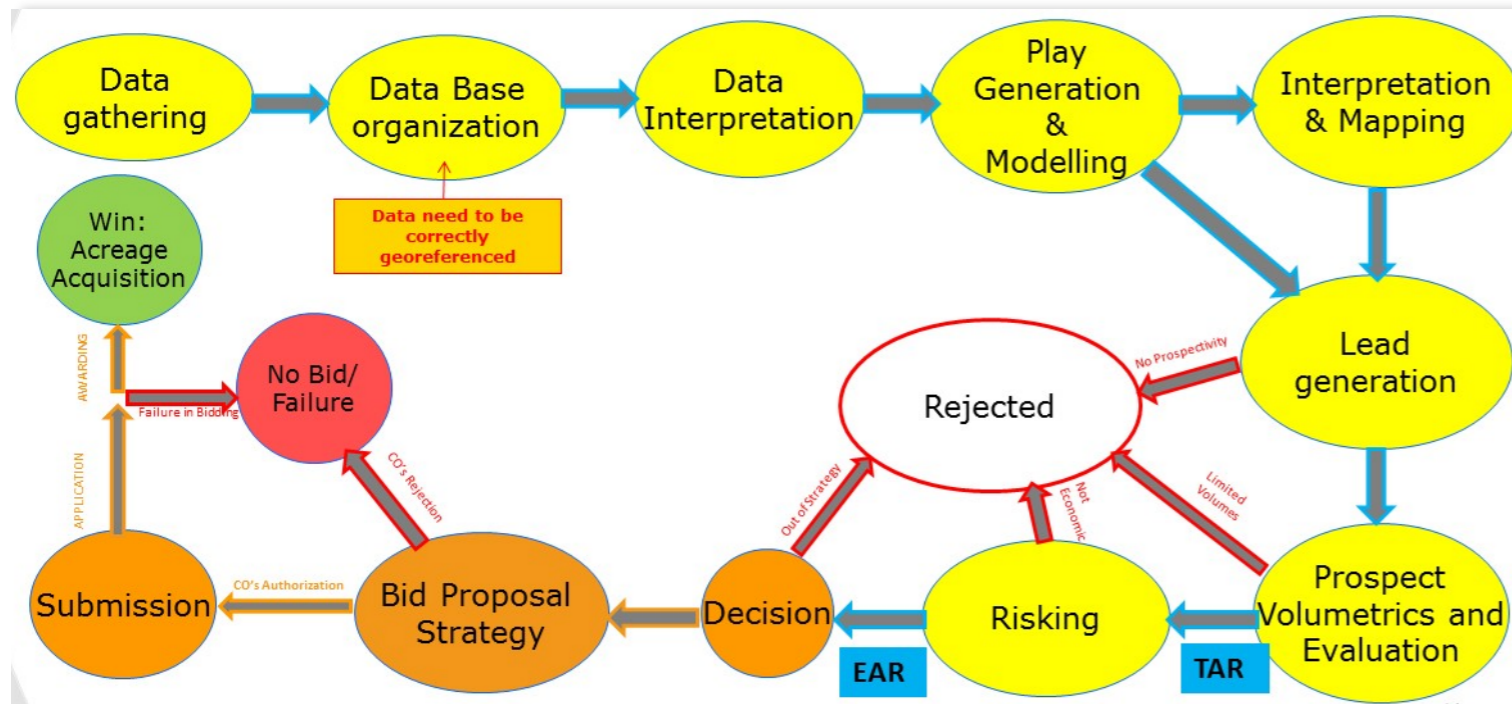 Data
gathering
Data Base
organization
Data
Interpretation
Play
Generation
&
Modelling
Interpretation
& Mapping
Data need to be
correctly
georeferenced
Win:
Acreage
Acquisition
AWARDING
Failure in Bidding
No Bid/
Failure
No Prospectivity
Rejected
Lead
generation
APPLICATION
CO's Rejection
Out of Strategy
Not
Economic
Limited
Volumes
Submission
CO's Authorization
Bid Proposal
Strategy
Decision
EAR
Risking
TAR
Prospect
Volumetrics and
Evaluation